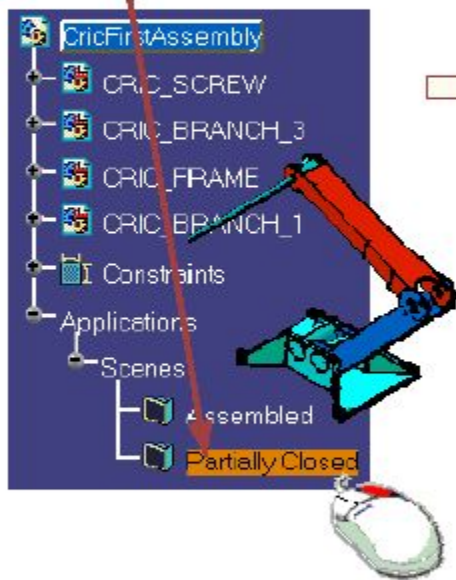 CricFirstAssembly
CRIC_SCREW
CRIC_BRANCH_3
CRIC_FRAME
CRIC_BRANCH_1
Constraints
Applications
Scenes
Assembled
Partially Closed